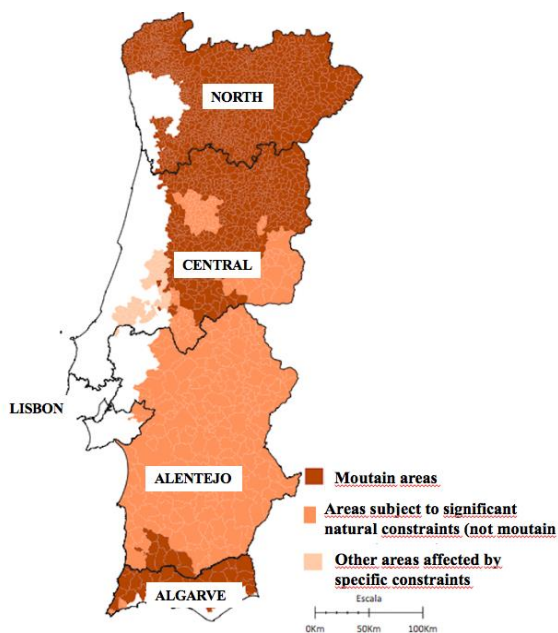 NORTH
CENTRAL
LISBON
ALENTEJO
ALGARVE
Moutain areas
Areas subject to significant
natural constraints (not moutain
Other areas affected by
specific constraints
Escala
0Km 50Km 100Km